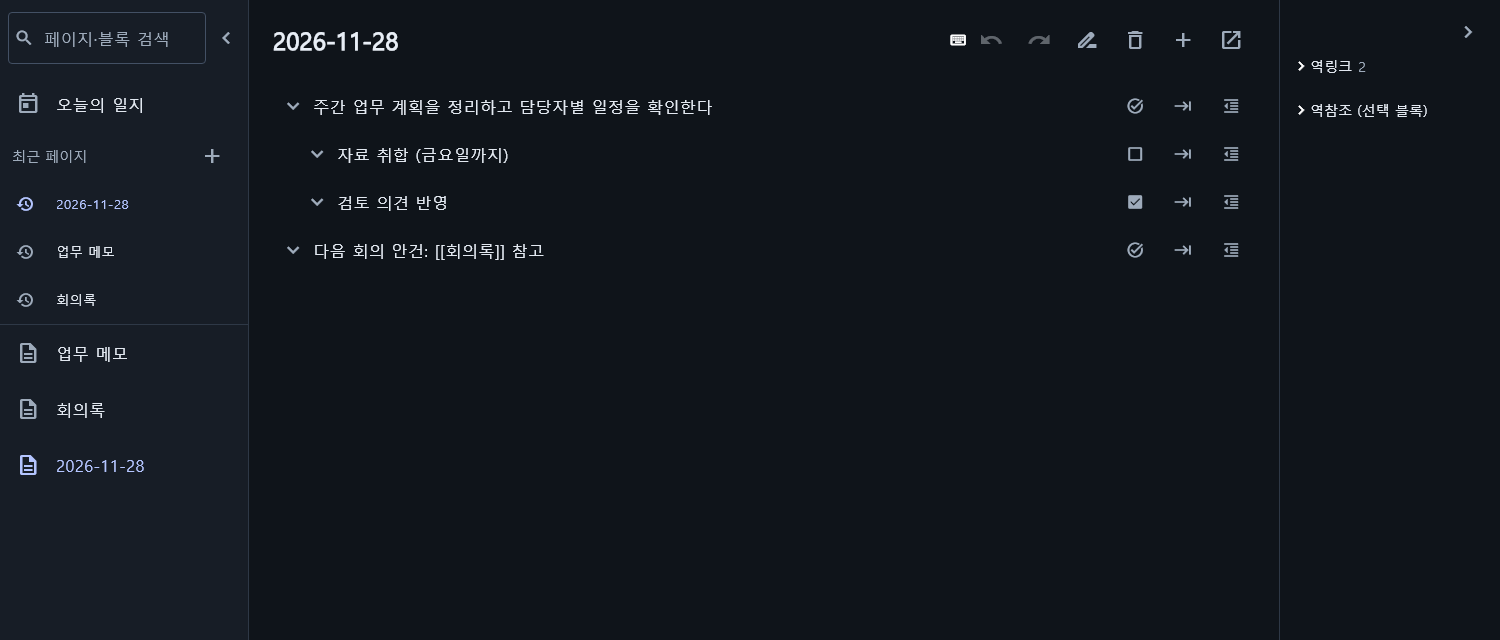 페이지·블록 검색
오늘의 일지
최근 페이지
2026-11-28
업무 메모
회의록
업무 메모
회의록
2026-11-28
2026-11-28
주간 업무 계획을 정리하고 담당자별 일정을 확인한다
자료 취합 (금요일까지)
검토 의견 반영
다음 회의 안건: [[회의록]] 참고
역링크 2
역참조 (선택 블록)